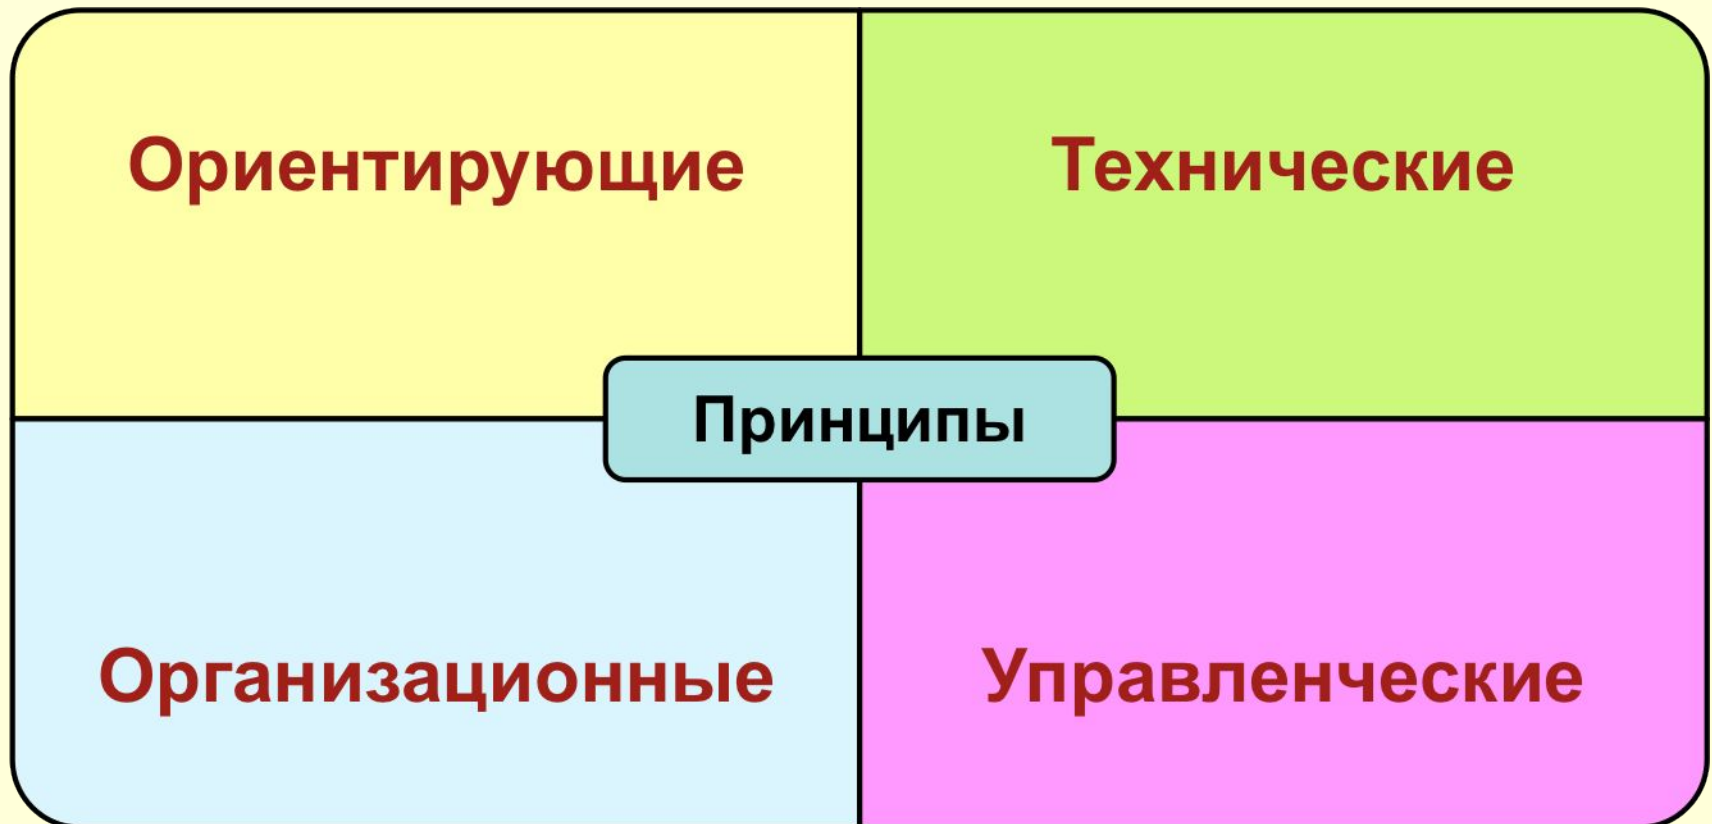 Ориентирующие
Технические
Принципы
Организационные
Управленческие